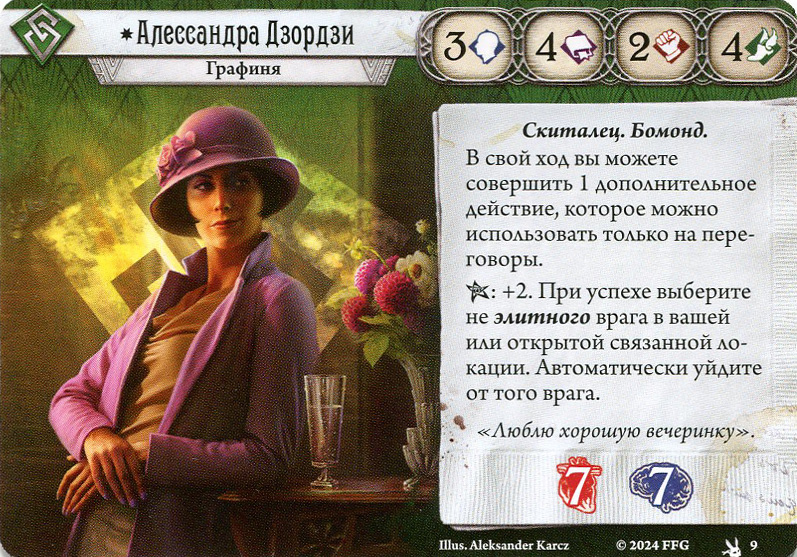 Алессандра Дзордзи
Графиня
3 4 2 4
Скиталец. Бомонд.
В свой ход вы можете
совершить 1 дополнительное
действие, которое можно
использовать только на пере-
говоры.
: +2. При успехе выберите
не элитного врага в вашей
или открытой связанной ло-
кации. Автоматически уйдите
от того врага.
«Люблю хорошую вечеринку».
7 7
Illus. Aleksander Karcz © 2024 FFG 9